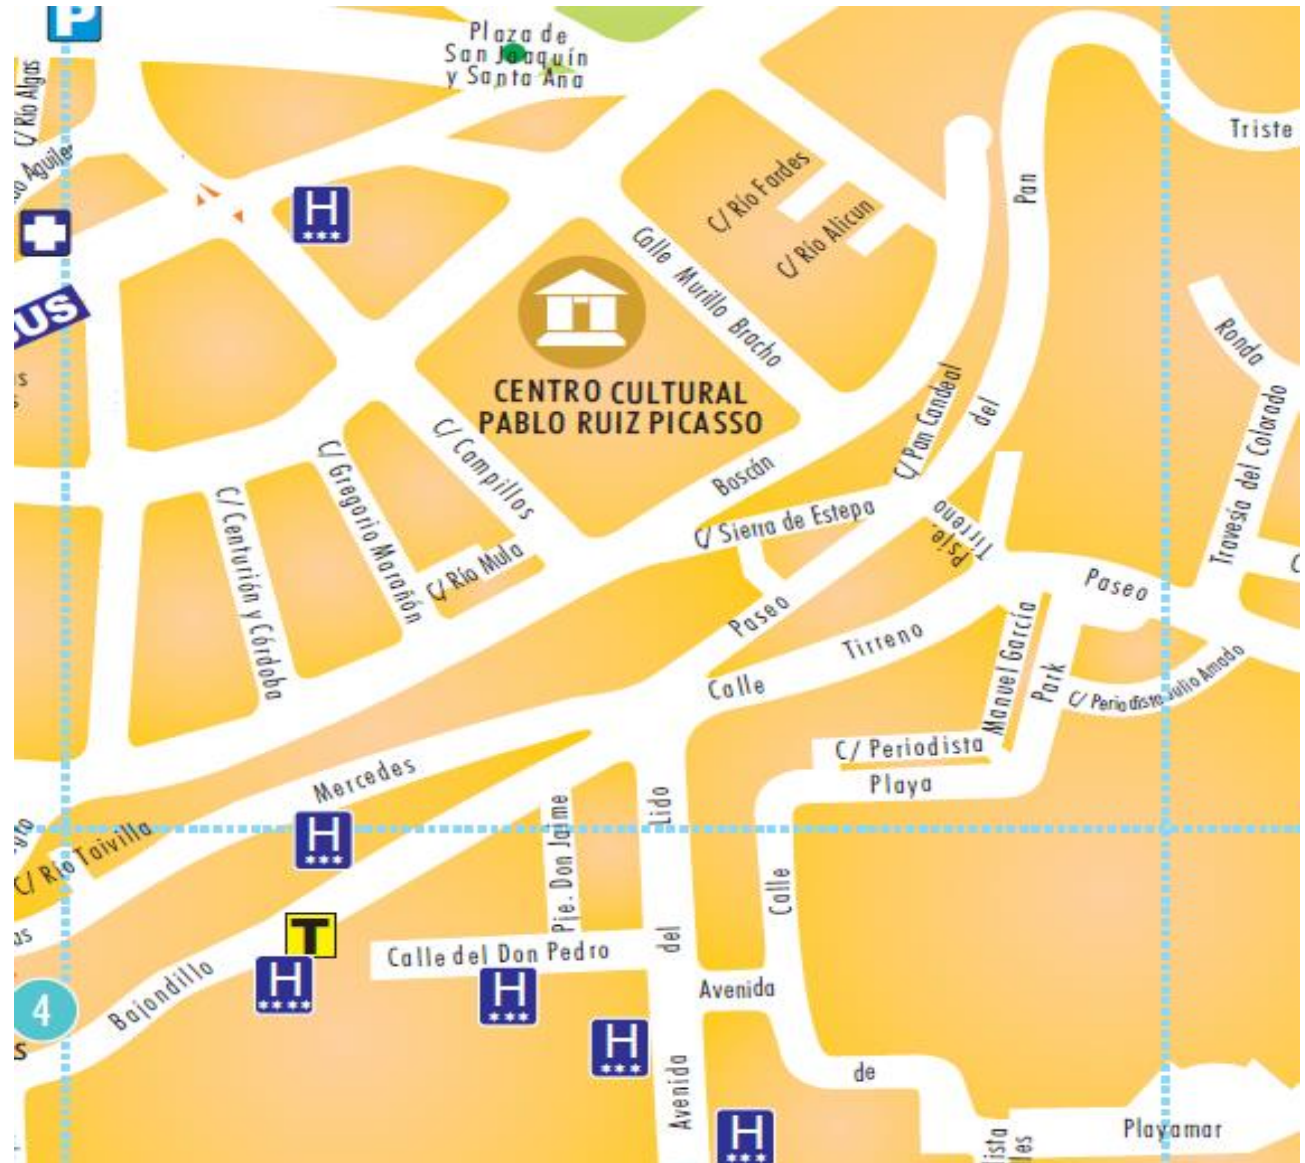 P
Plaza de
San Joaquín
y Santa Ana
C/ Río Algas
Triste
Pan
C/ Río Fardes
C/ Río Alicun
H
***
Calle Murillo Bracho
BUS
Ronda
CENTRO CULTURAL
PABLO RUIZ PICASSO
C/ Pan Candeal
del
Travesía del Colorado
C/ Campillos
C/ Gregorio Marañón
Boscán
C/ Centurión y Córdoba
C/ Sierra de Estepa
Psje.
Tirreno
C/ Río Mula
Paseo
Paseo
Calle Tirreno
Manuel García
Park
C/ Periodista Julio Amado
C/ Periodista
Playa
Mercedes
Lido
Pje. Don Jaime
H
***
C/ Río Taivilla
Calle
T
Calle del Don Pedro
del
H
****
H
***
Bajondillo
Avenida
4
H
***
Avenida
de
H
***
Playamar